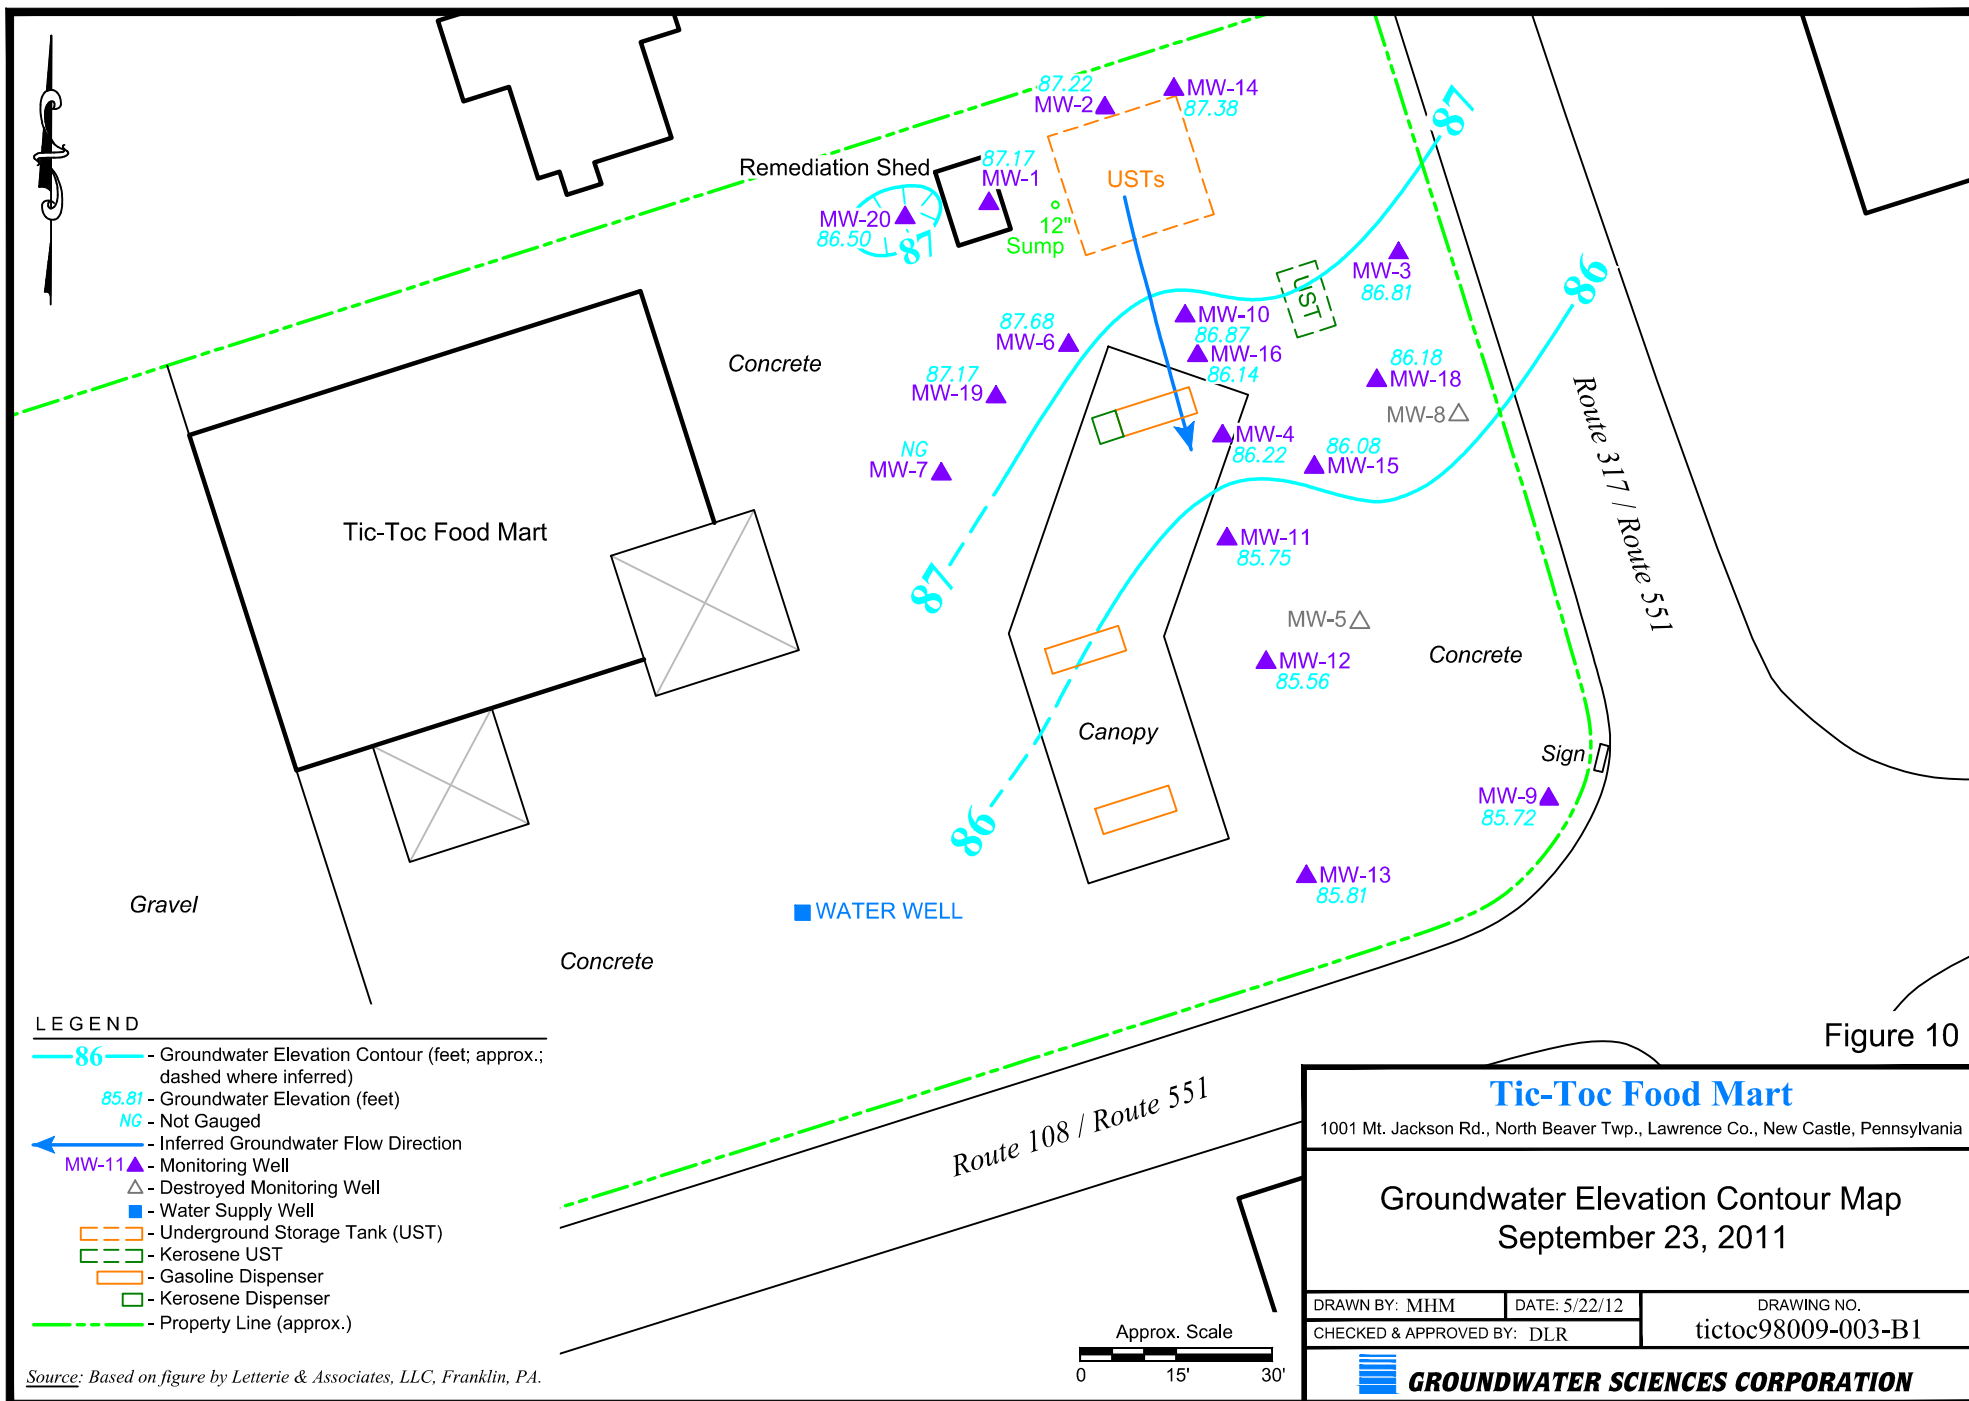 87.22
MW-2
MW-14
87.38
87
Remediation Shed
87.17
MW-1
USTs
MW-20
86.50
87
12"
Sump
MW-3
86.81
86
UST
MW-10
86.87
87.68
MW-6
MW-16
86.14
Concrete
87.17
MW-19
86.18
MW-18
MW-8
Route 317 / Route 551
NG
MW-7
MW-4
86.22
86.08
MW-15
Tic-Toc Food Mart
MW-11
85.75
87
MW-5
MW-12
85.56
Concrete
Canopy
Sign
MW-9
85.72
86
MW-13
85.81
Gravel
WATER WELL
Concrete
Route 108 / Route 551
LEGEND
86 - Groundwater Elevation Contour (feet; approx.;
dashed where inferred)
85.81 - Groundwater Elevation (feet)
NG - Not Gauged
- Inferred Groundwater Flow Direction
MW-11 - Monitoring Well
- Destroyed Monitoring Well
- Water Supply Well
- Underground Storage Tank (UST)
- Kerosene UST
- Gasoline Dispenser
- Kerosene Dispenser
- Property Line (approx.)
Source: Based on figure by Letterie & Associates, LLC, Franklin, PA.
Approx. Scale
0 15' 30'
Figure 10
Tic-Toc Food Mart
1001 Mt. Jackson Rd., North Beaver Twp., Lawrence Co., New Castle, Pennsylvania
Groundwater Elevation Contour Map
September 23, 2011
DRAWN BY: MHM
DATE: 5/22/12
CHECKED & APPROVED BY: DLR
DRAWING NO.
tictoc98009-003-B1
GROUNDWATER SCIENCES CORPORATION